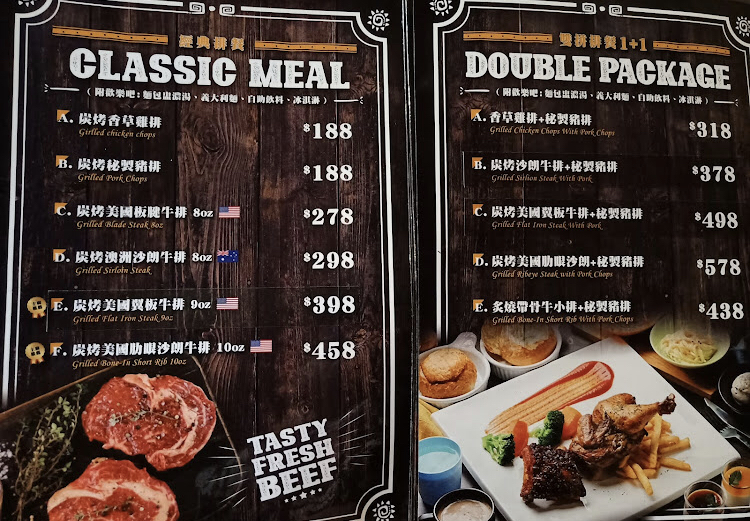 經典排餐
CLASSIC MEAL
( 附歡樂吧:麵包盅濃湯、義大利麵、自助飲料、冰淇淋 )
A. 炭烤香草雞排 $188
Girlled chicken chops
B. 炭烤秘製豬排 $188
Grilled Pork Chops
C. 炭烤美國板腱牛排 8oz $278
Grilled Blade Steak 8oz
D. 炭烤澳洲沙朗牛排 8oz $298
Grilled Sirloin Steak
E. 炭烤美國翼板牛排 9oz $398
Grilled Flat Iron Steak 9oz
F. 炭烤美國肋眼沙朗牛排 10oz $458
Grilled Bone-In Short Rib 10oz
TASTY
FRESH
BEEF
雙拼排餐1+1
DOUBLE PACKAGE
( 附歡樂吧:麵包盅濃湯、義大利麵、自助飲料、冰淇淋 )
A. 香草雞排+秘製豬排 $318
Grilled Chicken Chops With Pork Chops
B. 炭烤沙朗牛排+秘製豬排 $378
Grilled Sirlion Steak With Pork
C. 炭烤美國翼板牛排+秘製豬排 $498
Grilled Flat Iron Steak With Pork
D. 炭烤美國肋眼沙朗+秘製豬排 $578
Grilled Ribeye Steak with Pork Chops
E. 炙燒帶骨牛小排+秘製豬排 $438
Grilled Bone-In Short Rib With Pork Chops